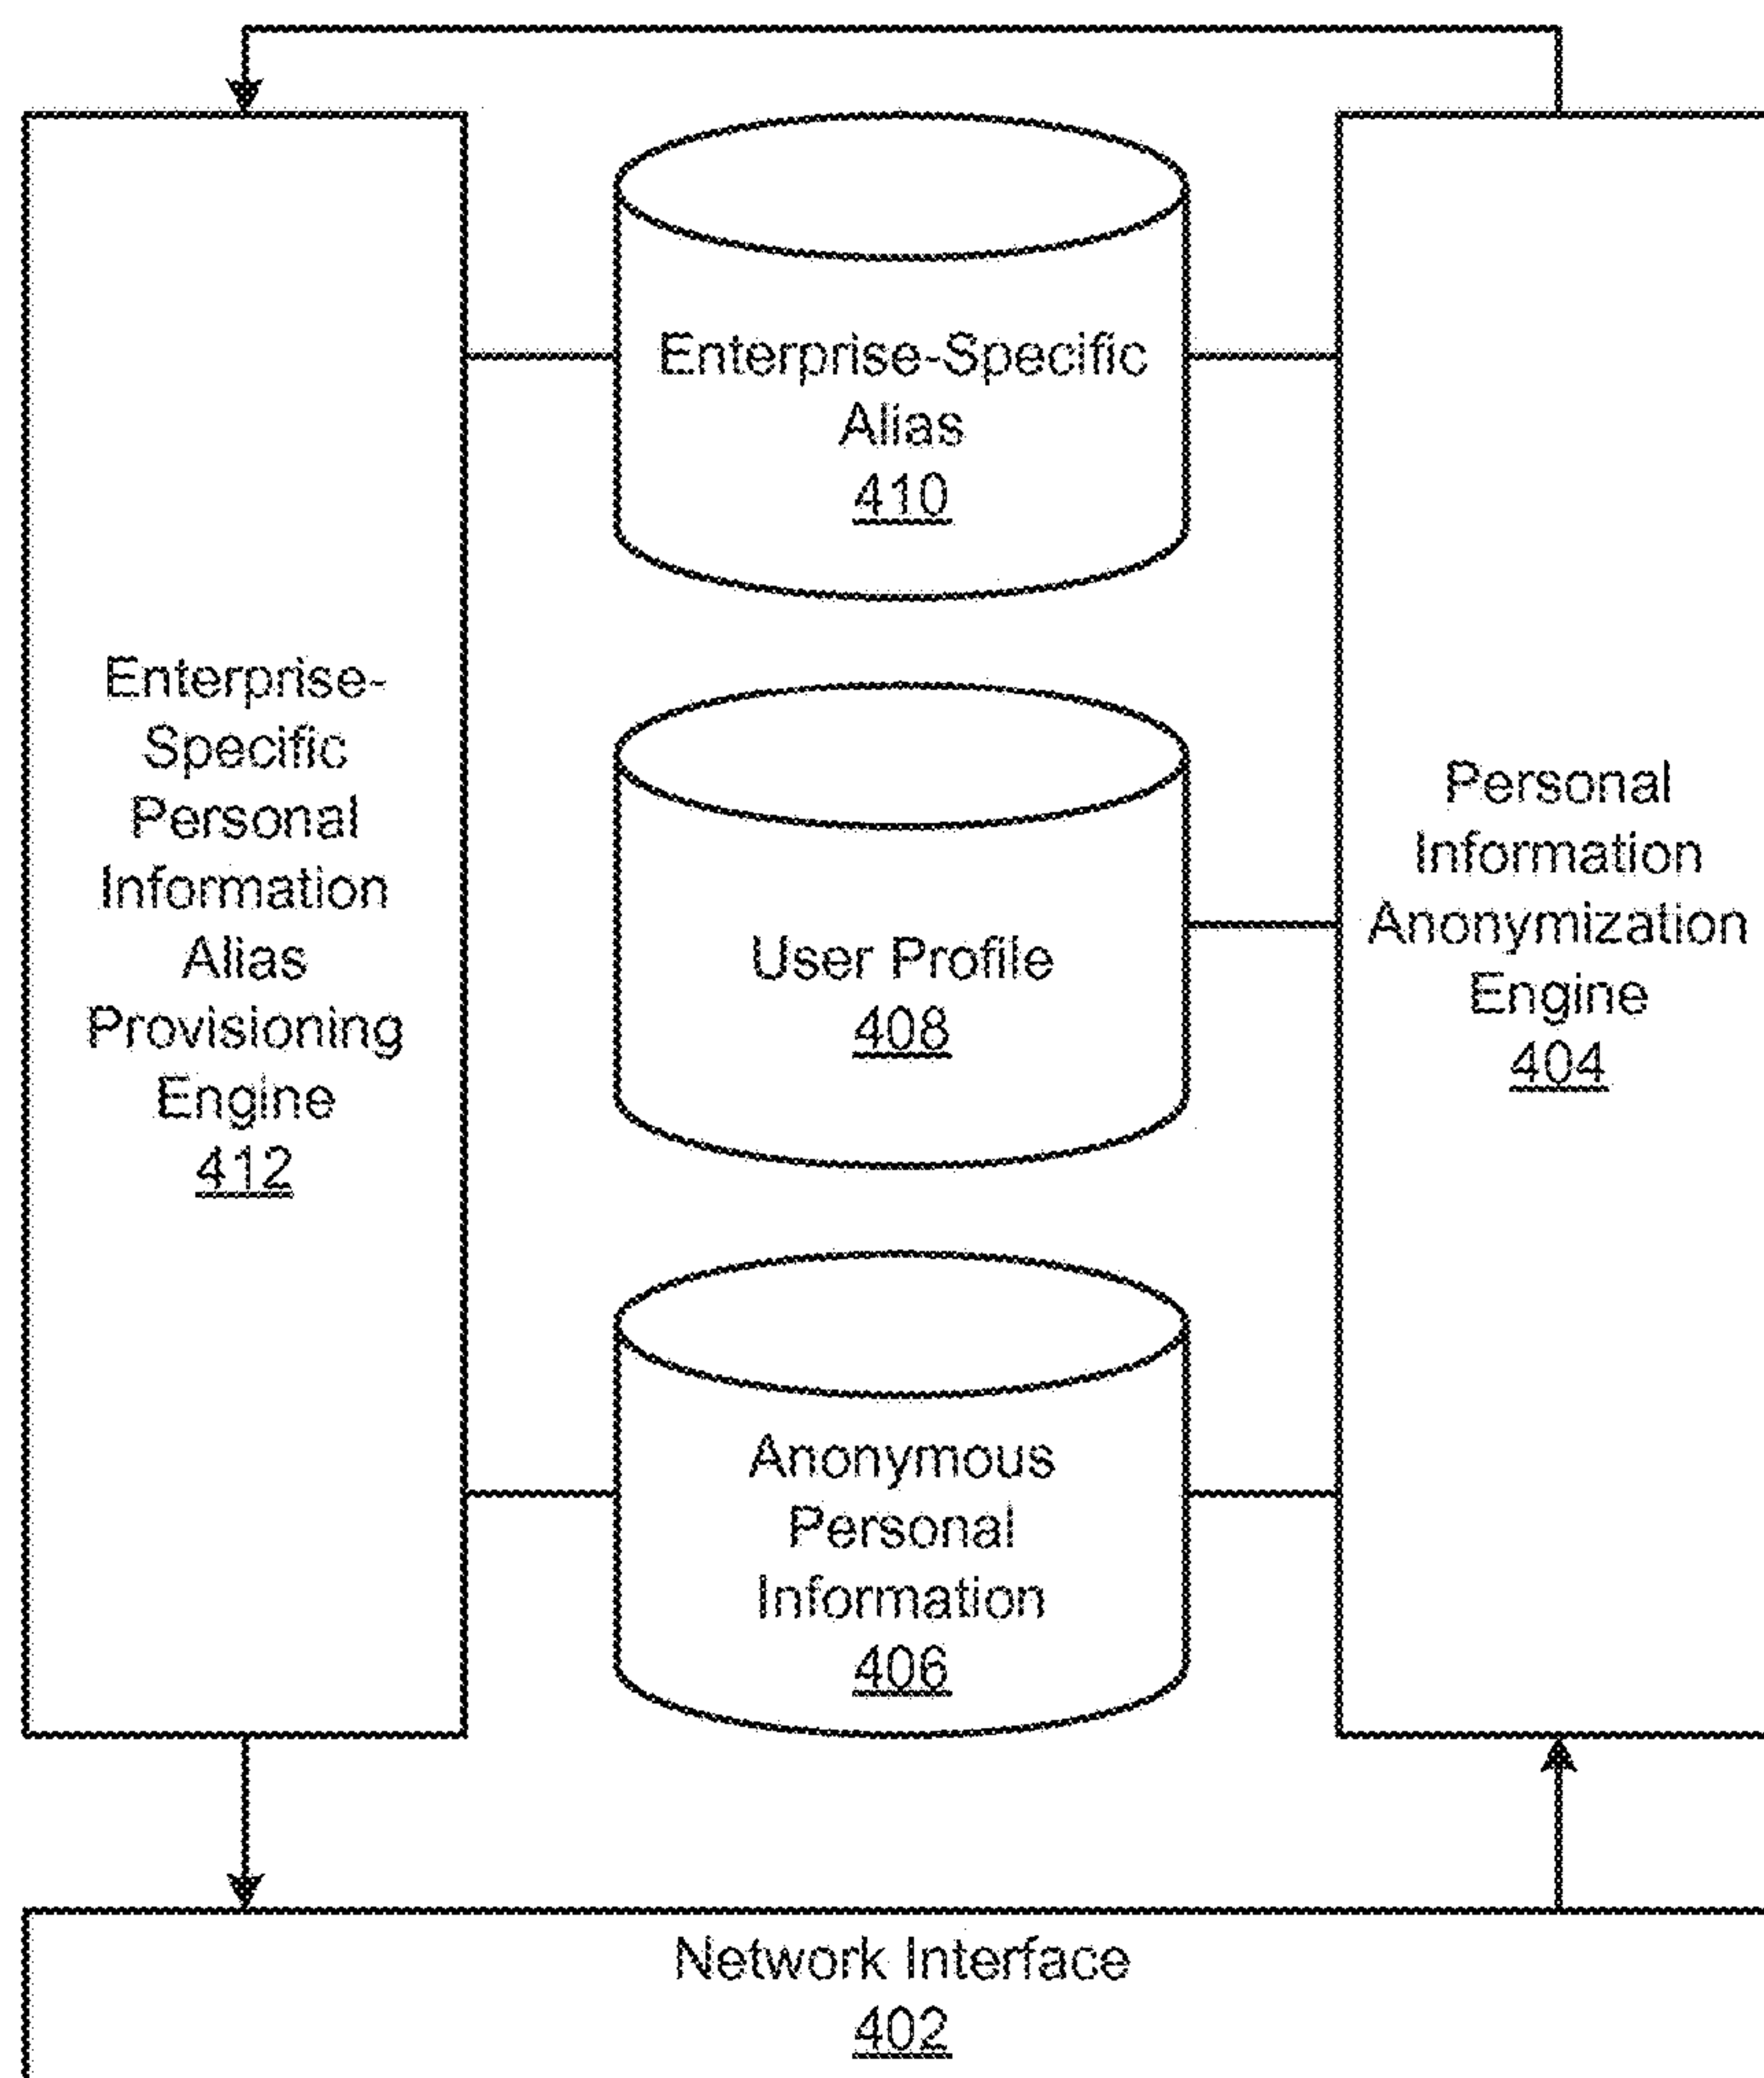 Enterprise-Specific
Alias
410
Enterprise-
Specific
Personal
Information
Alias
Provisioning
Engine
412
User Profile
408
Personal
Information
Anonymization
Engine
404
Anonymous
Personal
Information
406
Network Interface
402